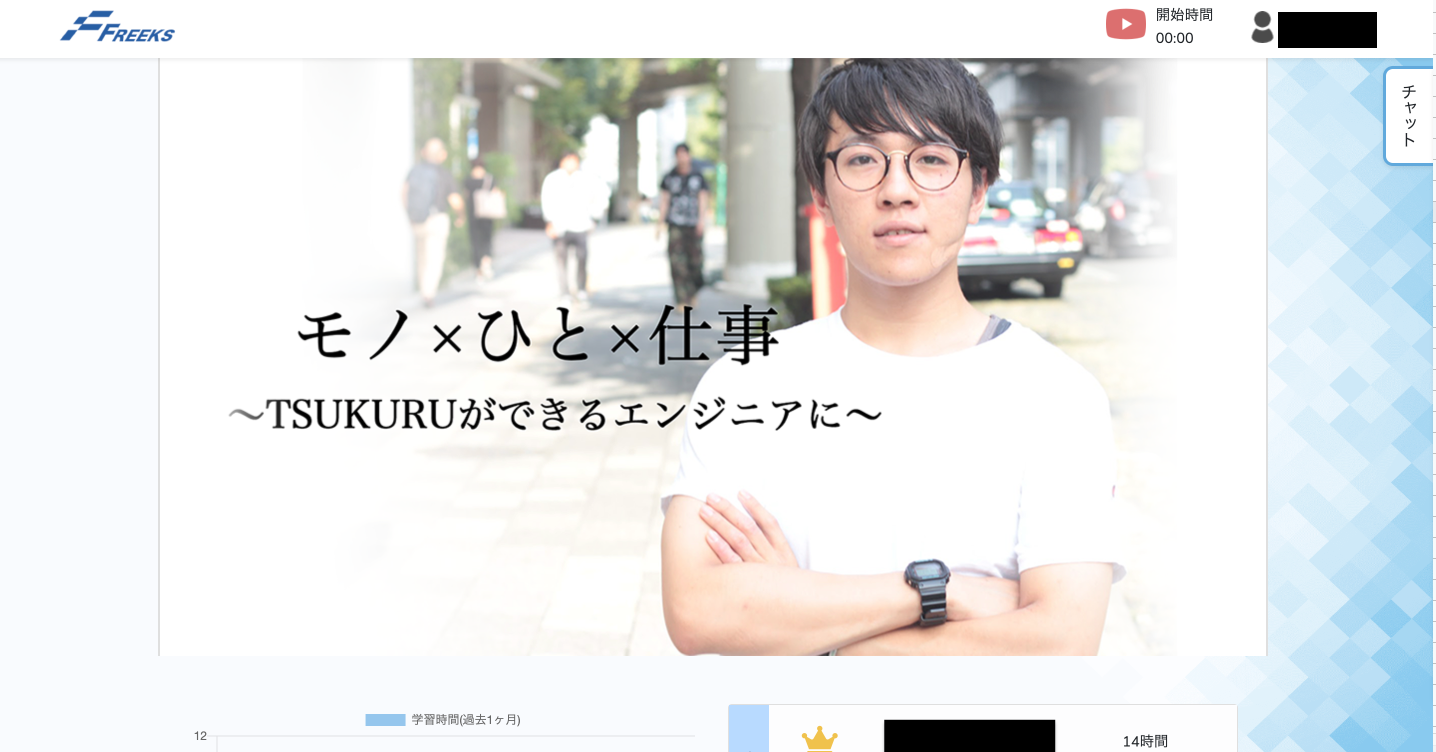 FREEKS
開始時間
00:00
チャット
モノ×ひと×仕事
～TSUKURUができるエンジニアに～
学習時間(過去1ヶ月)
12
14時間